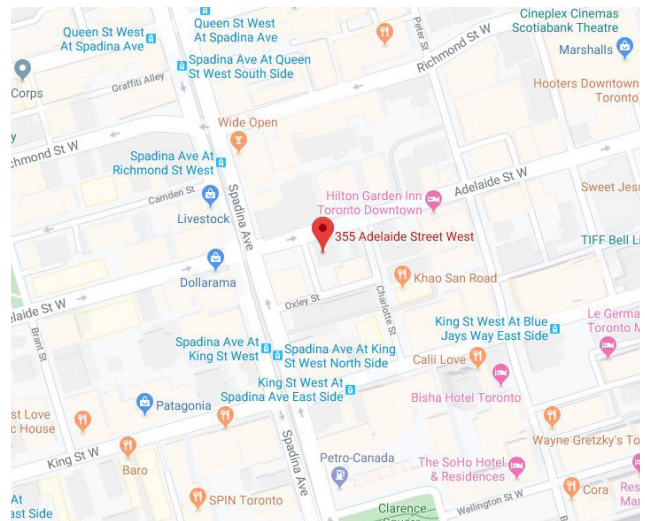 Cineplex Cinemas
Scotiabank Theatre
Queen St West
At Spadina Ave
Peter St
Marshalls
Spadina Ave At Queen
St West South Side
Richmond St W
Corps
Graffiti Alley
Hooters Downtown
Toronto
Wide Open
y
chmond St W
Spadina Ave At
Richmond St West
Adelaide St W
Camden St
Hilton Garden Inn
Toronto Downtown
Sweet Jesu
Livestock
Spadina Ave
355 Adelaide Street West
TIFF Bell Li
Dollarama
Khao San Road
elaide St W
Oxley St
Charlotte St
Brant St
King St West At Blue
Jays Way East Side
Le Germa
Toronto M
Spadina Ave At
King St West
Spadina Ave At King
St West North Side
Calii Love
King St West At
Spadina Ave East Side
Bisha Hotel Toronto
Patagonia
st Love
c House
Spadina Ave
Wayne Gretzky's To
King St W
Baro
Petro-Canada
The SoHo Hotel
& Residences
Cora
Res
Mar
SPIN Toronto
Wellington St W
At
ast Side
Clarence